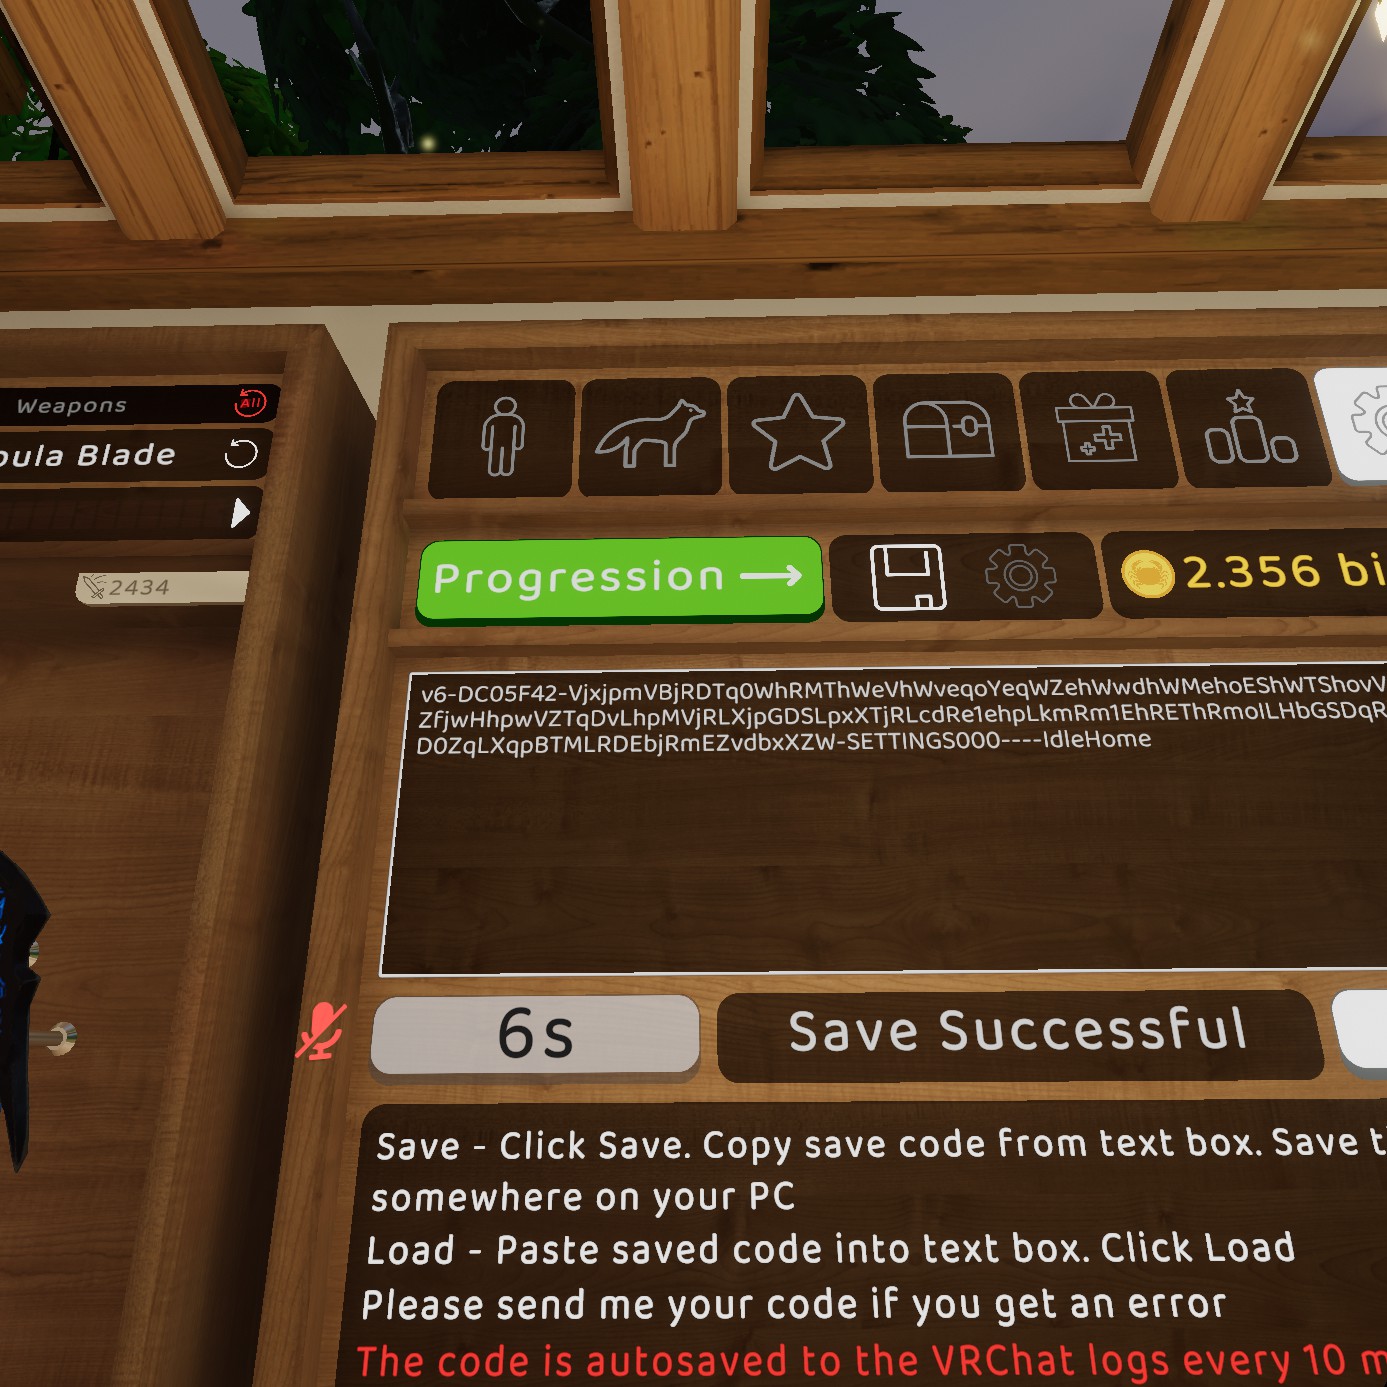 Weapons
All
ula Blade
2434
Progression
2.356 bi
v6-DC05F42-VjxjpmVBjRDTq0WhRMThWeVhWveqoYeqWZehWwdhWMehoEShWTShovV
ZfjwHhpwVZTqDvLhpMVjRLXjpGDSLpxXTjRLcdRe1ehpLkmRm1EhREThRmolLHbGSDqR
D0ZqLXqpBTMLRDEbjRmEZvdbxXZW-SETTINGS000----IdleHome
6s
Save Successful
Save - Click Save. Copy save code from text box. Save t
somewhere on your PC
Load - Paste saved code into text box. Click Load
Please send me your code if you get an error
The code is autosaved to the VRChat logs every 10 m